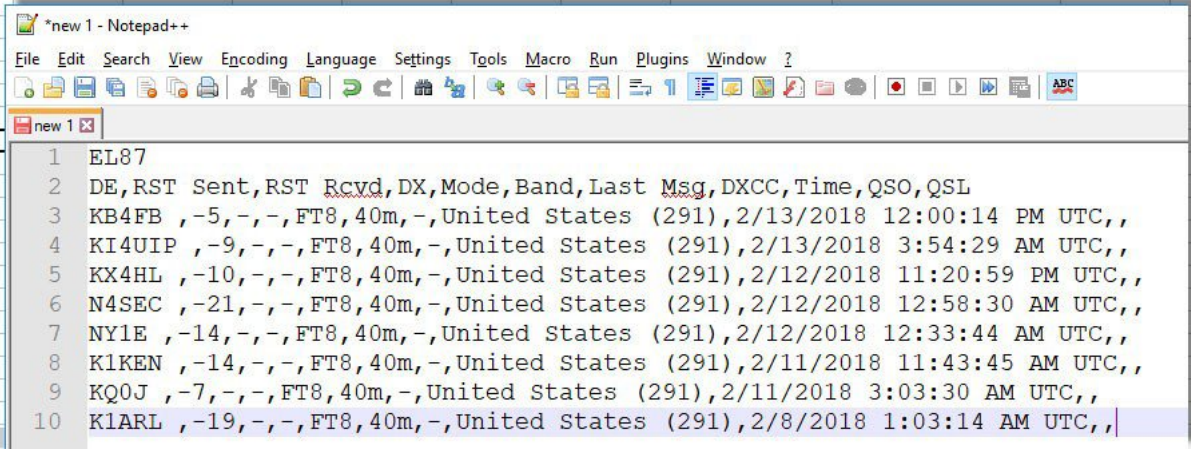 *new 1 - Notepad++
File Edit Search View Encoding Language Settings Tools Macro Run Plugins Window ?
ABC
new 1
1 EL87
2 DE,RST Sent,RST Rcvd,DX,Mode,Band,Last Msg,DXCC,Time,QSO,QSL
3 KB4FB ,-5,-,-,FT8,40m,-,United States (291),2/13/2018 12:00:14 PM UTC,,
4 KI4UIP ,-9,-,-,FT8,40m,-,United States (291),2/13/2018 3:54:29 AM UTC,,
5 KX4HL ,-10,-,-,FT8,40m,-,United States (291),2/12/2018 11:20:59 PM UTC,,
6 N4SEC ,-21,-,-,FT8,40m,-,United States (291),2/12/2018 12:58:30 AM UTC,,
7 NY1E ,-14,-,-,FT8,40m,-,United States (291),2/12/2018 12:33:44 AM UTC,,
8 K1KEN ,-14,-,-,FT8,40m,-,United States (291),2/11/2018 11:43:45 AM UTC,,
9 KQ0J ,-7,-,-,FT8,40m,-,United States (291),2/11/2018 3:03:30 AM UTC,,
10 K1ARL ,-19,-,-,FT8,40m,-,United States (291),2/8/2018 1:03:14 AM UTC,,